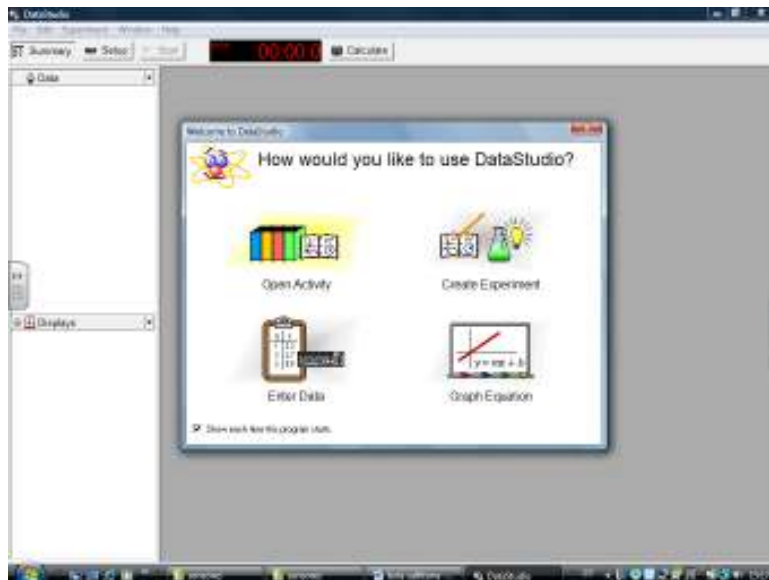 DataStudio
File Edit Experiment Window Help
Summary Setup Start 00:00.0 Calculate
Data
Welcome to DataStudio
How would you like to use DataStudio?
Open Activity
Create Experiment
Displays
y = mx + b
Enter Data
Graph Equation
Show each time this program starts.
DataStudio